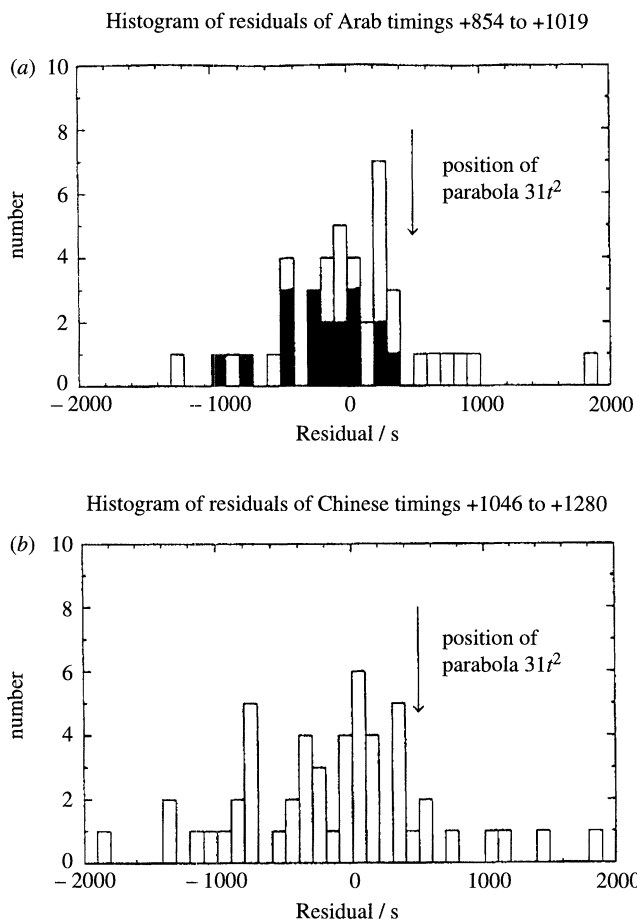 Histogram of residuals of Arab timings +854 to +1019
(a)
10
8
6
4
2
0
number
position of
parabola 31t²
– 2000 -- 1000 0 1000 2000
Residual / s
Histogram of residuals of Chinese timings +1046 to +1280
(b)
10
8
6
4
2
0
number
position of
parabola 31t²
– 2000 – 1000 0 1000 2000
Residual / s